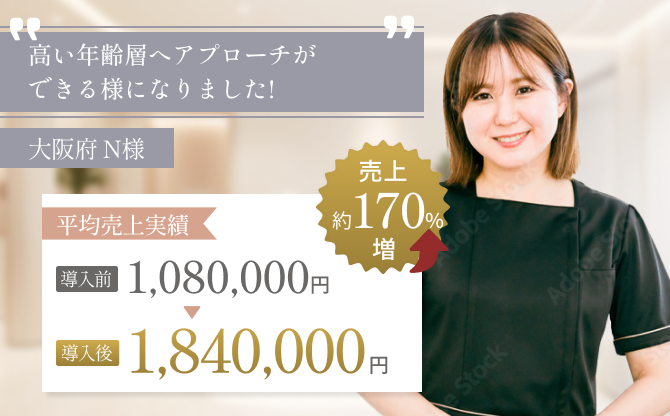 高い年齢層へアプローチが
できる様になりました!
大阪府 N様
売上
約170%
増
平均売上実績
導入前 1,080,000円
導入後 1,840,000円
Adobe Stock